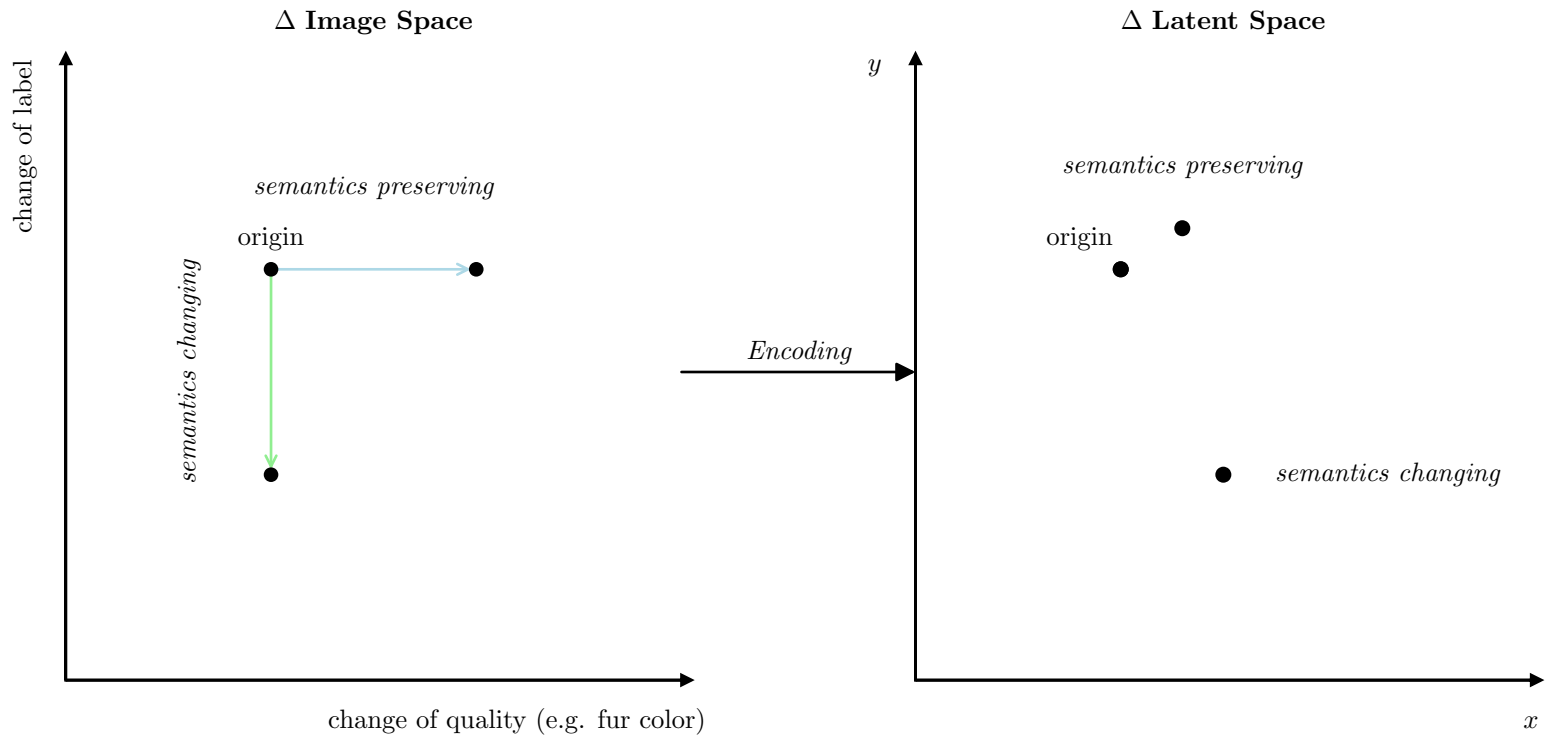 Δ Image Space
change of label
semantics preserving
origin
semantics changing
change of quality (e.g. fur color)
Encoding
Δ Latent Space
y
semantics preserving
origin
semantics changing
x